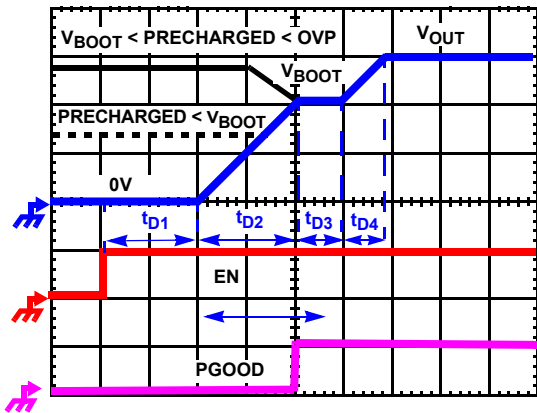 VBOOT < PRECHARGED < OVP
VOUT
VBOOT
PRECHARGED < VBOOT
0V
tD1
tD2
tD3
tD4
EN
PGOOD